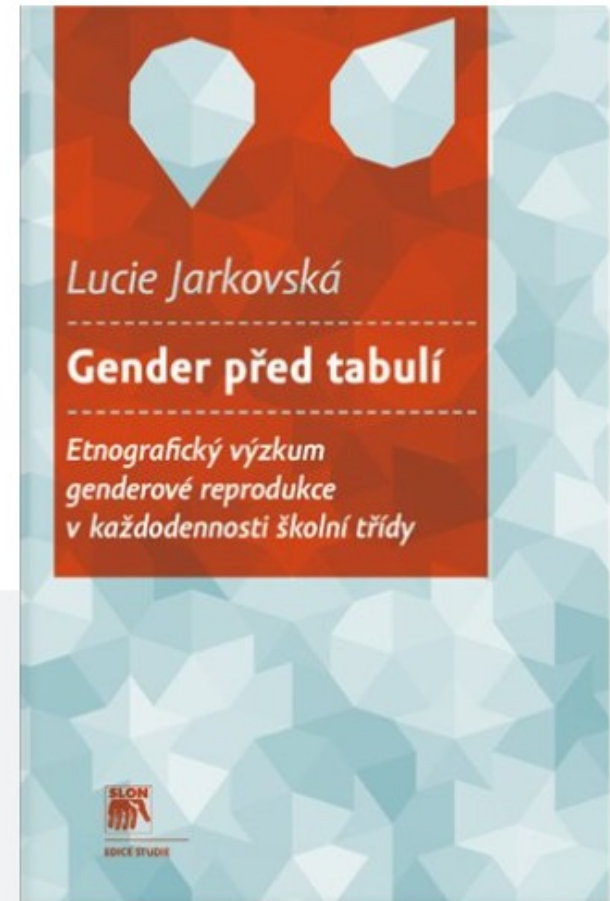 Lucie Jarkovská
Gender před tabulí
Etnografický výzkum
genderové reprodukce
v každodennosti školní třídy
SLON
EDICE STUDIE